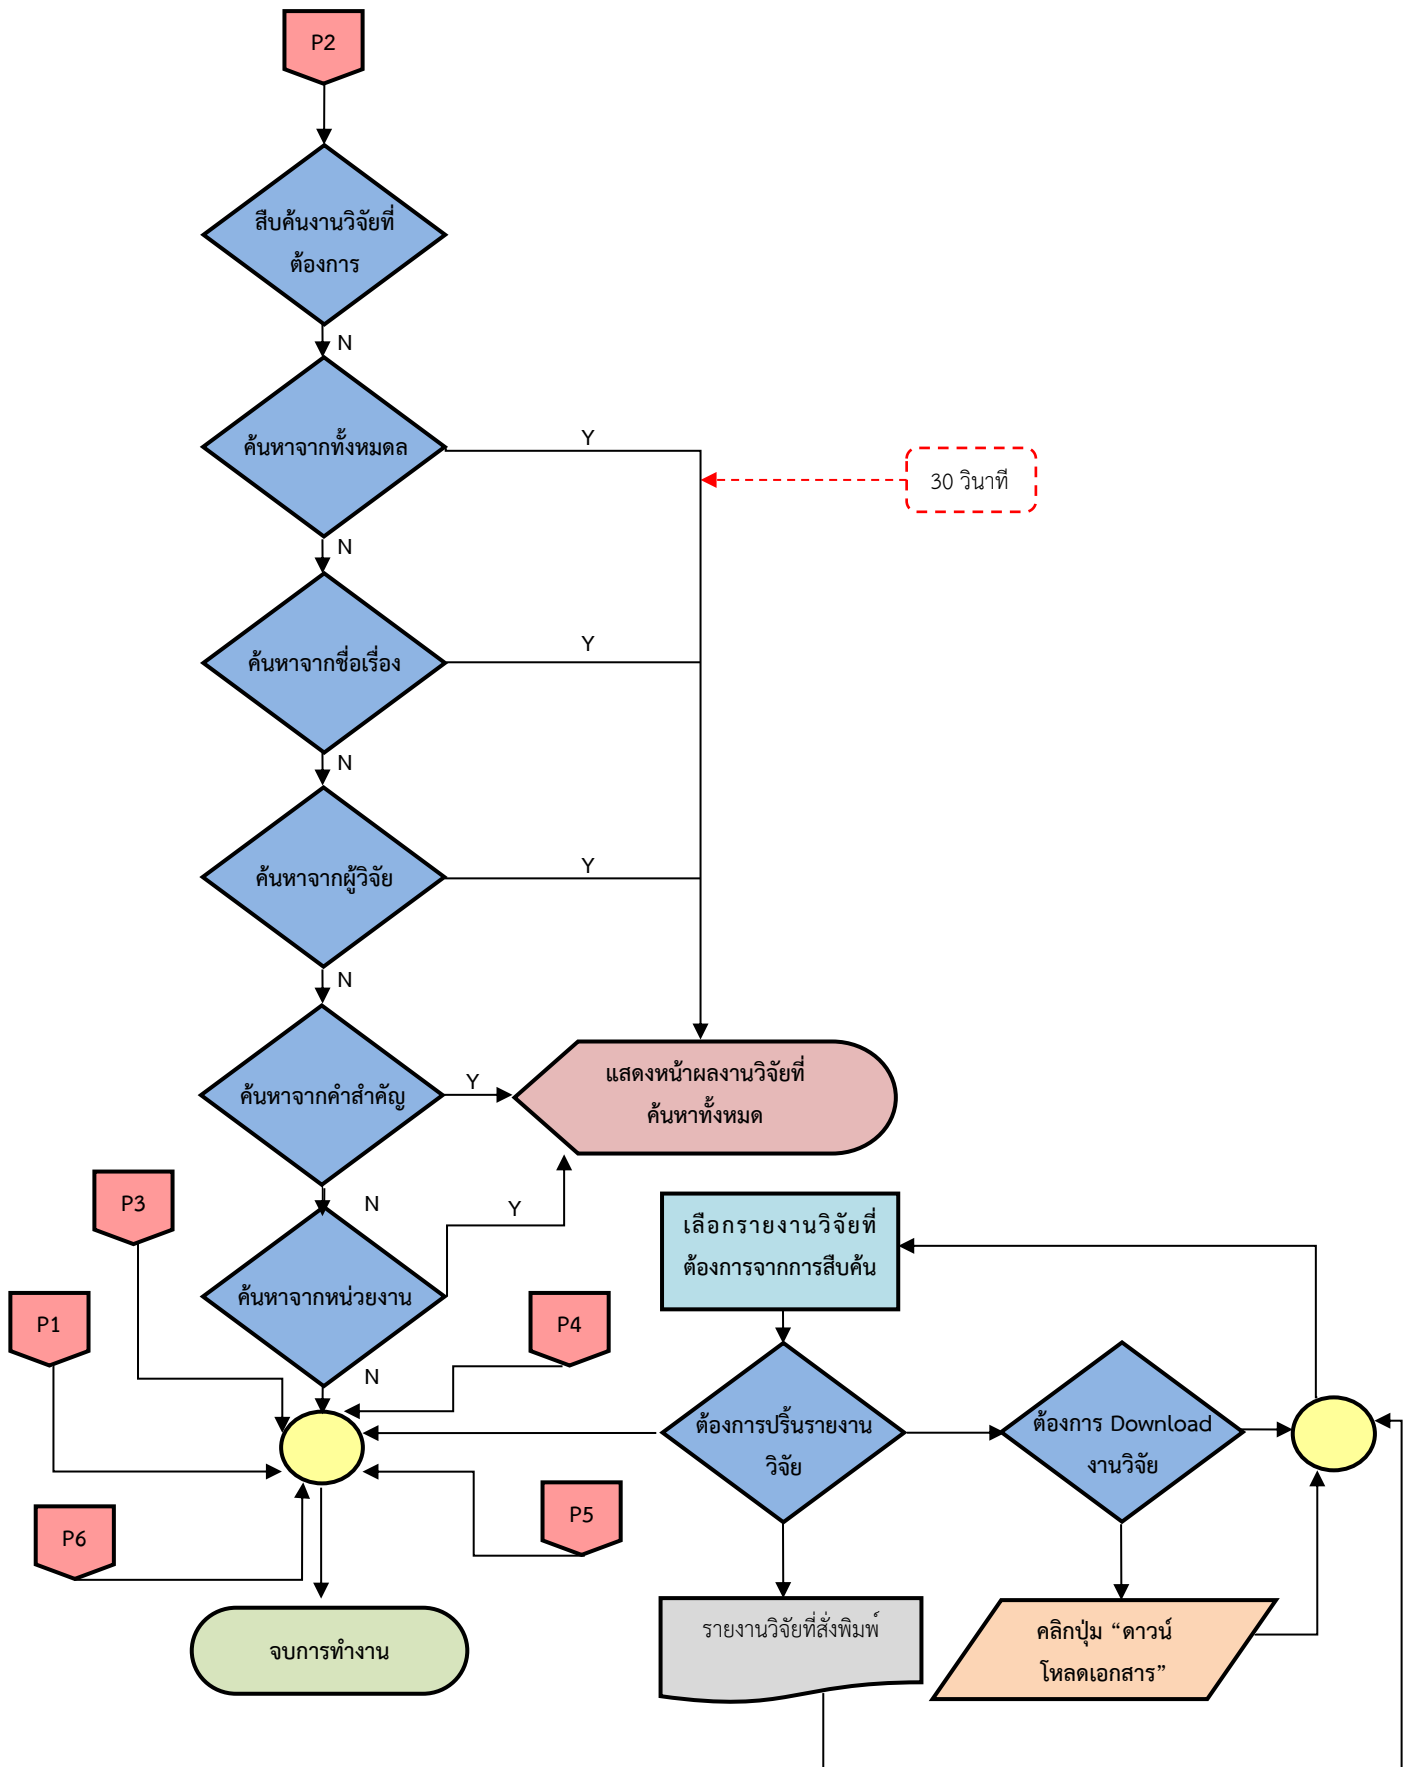 P2
สืบค้นงานวิจัยที่
ต้องการ
N
ค้นหาจากทั้งหมดล
Y
30 วินาที
N
ค้นหาจากชื่อเรื่อง
Y
N
ค้นหาจากผู้วิจัย
Y
N
ค้นหาจากคำสำคัญ
Y
แสดงหน้าผลงานวิจัยที่
ค้นหาทั้งหมด
P3
N
Y
เลือกรายงานวิจัยที่
ต้องการจากการสืบค้น
ค้นหาจากหน่วยงาน
P1
P4
N
ต้องการปริ้นรายงาน
วิจัย
ต้องการ Download
งานวิจัย
P5
P6
จบการทำงาน
รายงานวิจัยที่สั่งพิมพ์
คลิกปุ่ม “ดาวน์
โหลดเอกสาร”